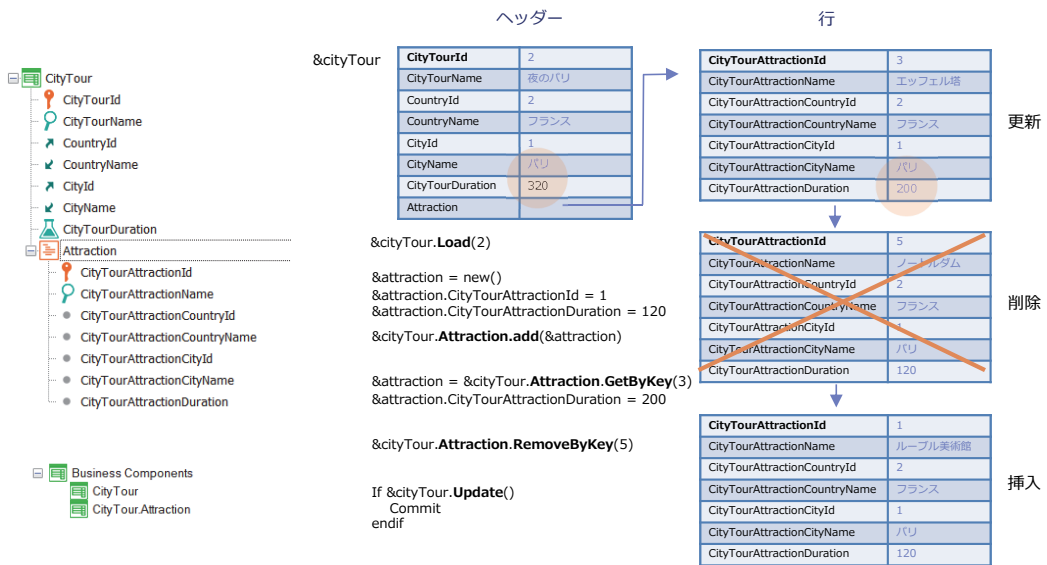 ヘッダー
行
CityTour
CityTourId
CityTourName
CountryId
CountryName
CityId
CityName
CityTourDuration
Attraction
CityTourAttractionId
CityTourAttractionName
CityTourAttractionCountryId
CityTourAttractionCountryName
CityTourAttractionCityId
CityTourAttractionCityName
CityTourAttractionDuration
Business Components
CityTour
CityTour.Attraction
&cityTour
CityTourId 2
CityTourName 夜のパリ
CountryId 2
CountryName フランス
CityId 1
CityName パリ
CityTourDuration 320
Attraction
&cityTour.Load(2)
&attraction = new()
&attraction.CityTourAttractionId = 1
&attraction.CityTourAttractionDuration = 120
&cityTour.Attraction.add(&attraction)
&attraction = &cityTour.Attraction.GetByKey(3)
&attraction.CityTourAttractionDuration = 200
&cityTour.Attraction.RemoveByKey(5)
If &cityTour.Update()
Commit
endif
CityTourAttractionId 3
CityTourAttractionName エッフェル塔
CityTourAttractionCountryId 2
CityTourAttractionCountryName フランス
CityTourAttractionCityId 1
CityTourAttractionCityName パリ
CityTourAttractionDuration 200
更新
CityTourAttractionId 5
CityTourAttractionName ノートルダム
CityTourAttractionCountryId 2
CityTourAttractionCountryName フランス
CityTourAttractionCityId 1
CityTourAttractionCityName パリ
CityTourAttractionDuration 120
削除
CityTourAttractionId 1
CityTourAttractionName ルーブル美術館
CityTourAttractionCountryId 2
CityTourAttractionCountryName フランス
CityTourAttractionCityId 1
CityTourAttractionCityName パリ
CityTourAttractionDuration 120
挿入